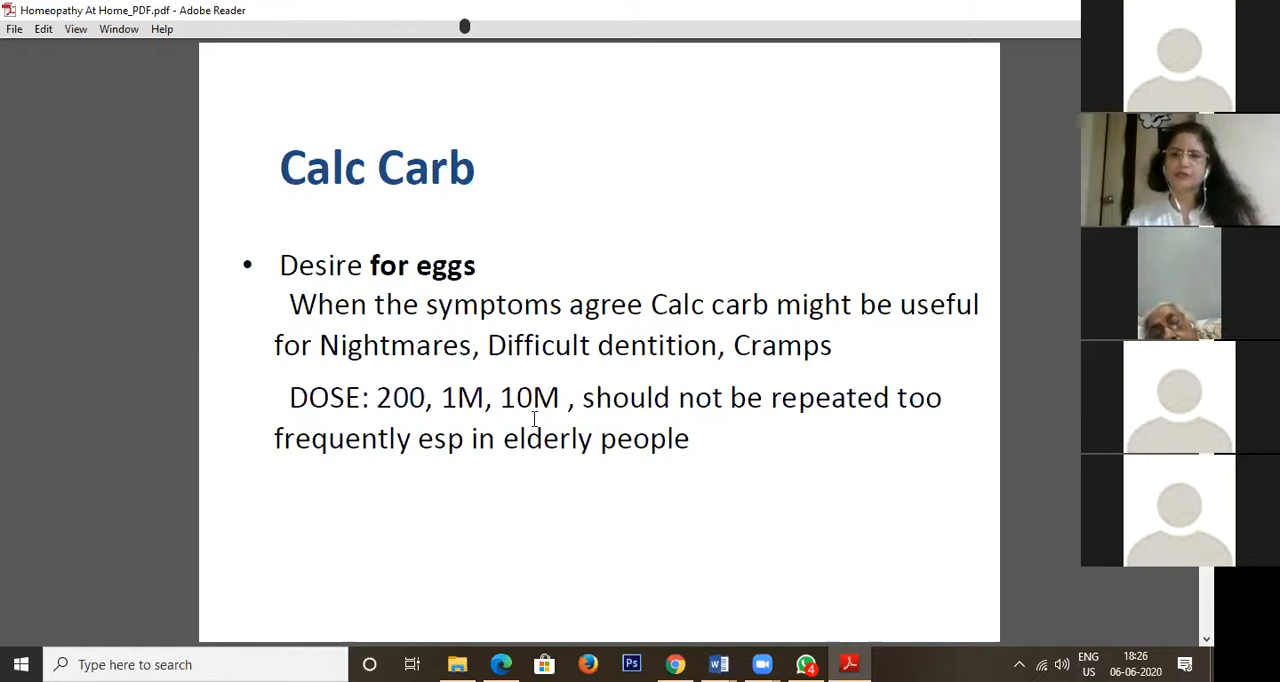 Homeopathy At Home_PDF.pdf - Adobe Reader
File Edit View Window Help
Calc Carb
• Desire for eggs
When the symptoms agree Calc carb might be useful
for Nightmares, Difficult dentition, Cramps
DOSE: 200, 1M, 10M , should not be repeated too
frequently esp in elderly people
Type here to search
Ps
W
4
ENG
US
18:26
06-06-2020